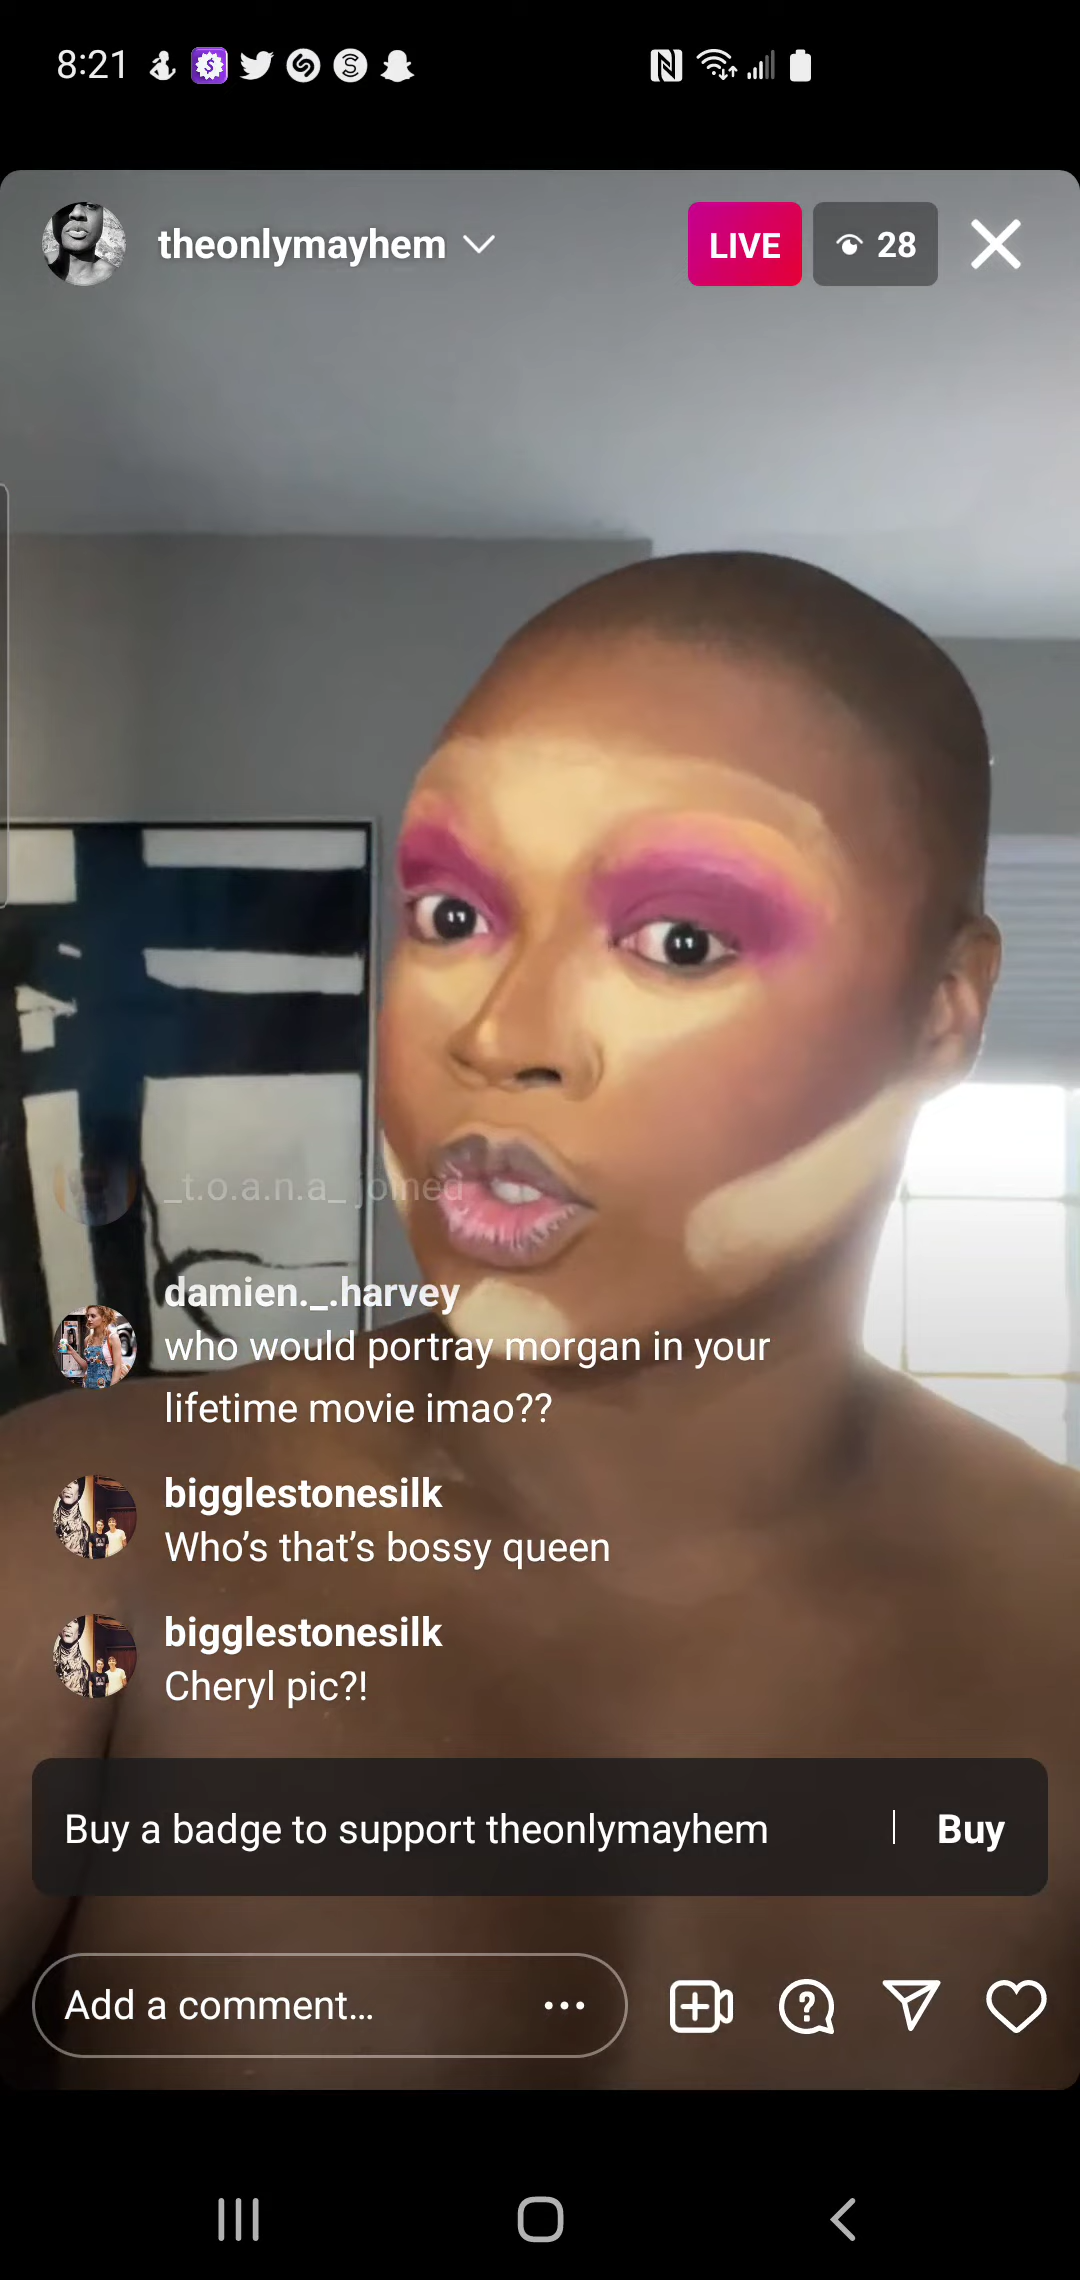 8:21
theonlymayhem
LIVE
28
_t.o.a.n.a_ joined
damien._.harvey
who would portray morgan in your
lifetime movie imao??
bigglestonesilk
Who's that's bossy queen
bigglestonesilk
Cheryl pic?!
Buy a badge to support theonlymayhem | Buy
Add a comment...